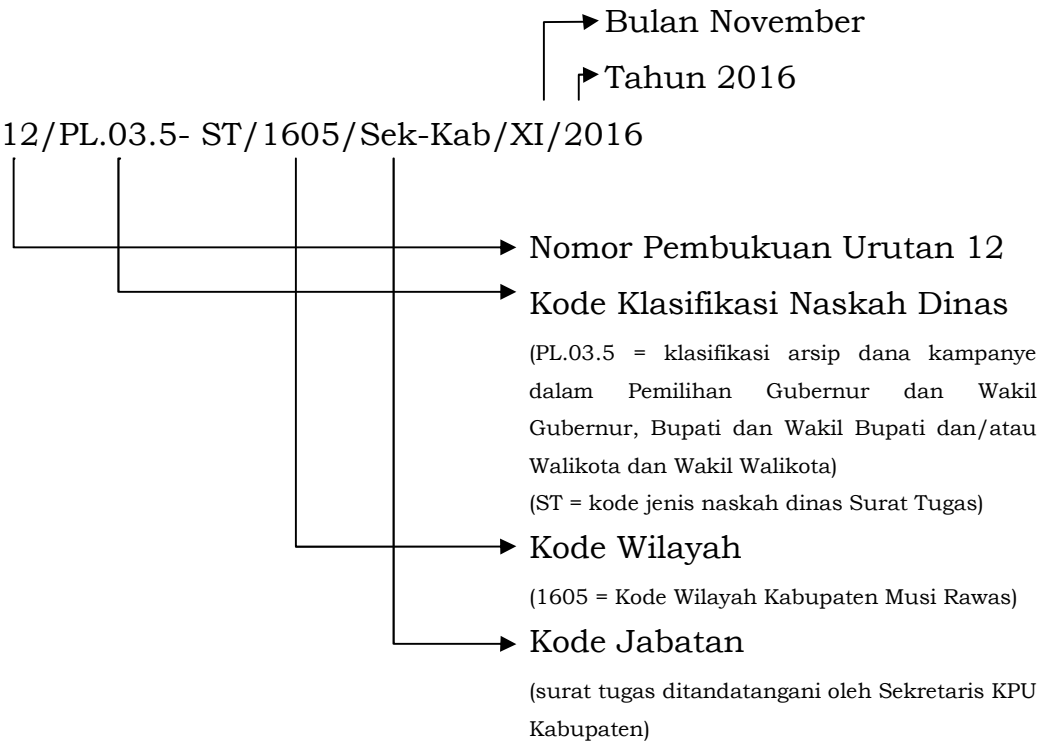 Bulan November
Tahun 2016
12/PL.03.5- ST/1605/Sek-Kab/XI/2016
Nomor Pembukuan Urutan 12
Kode Klasifikasi Naskah Dinas
(PL.03.5 = klasifikasi arsip dana kampanye
dalam Pemilihan Gubernur dan Wakil
Gubernur, Bupati dan Wakil Bupati dan/atau
Walikota dan Wakil Walikota)
(ST = kode jenis naskah dinas Surat Tugas)
Kode Wilayah
(1605 = Kode Wilayah Kabupaten Musi Rawas)
Kode Jabatan
(surat tugas ditandatangani oleh Sekretaris KPU
Kabupaten)